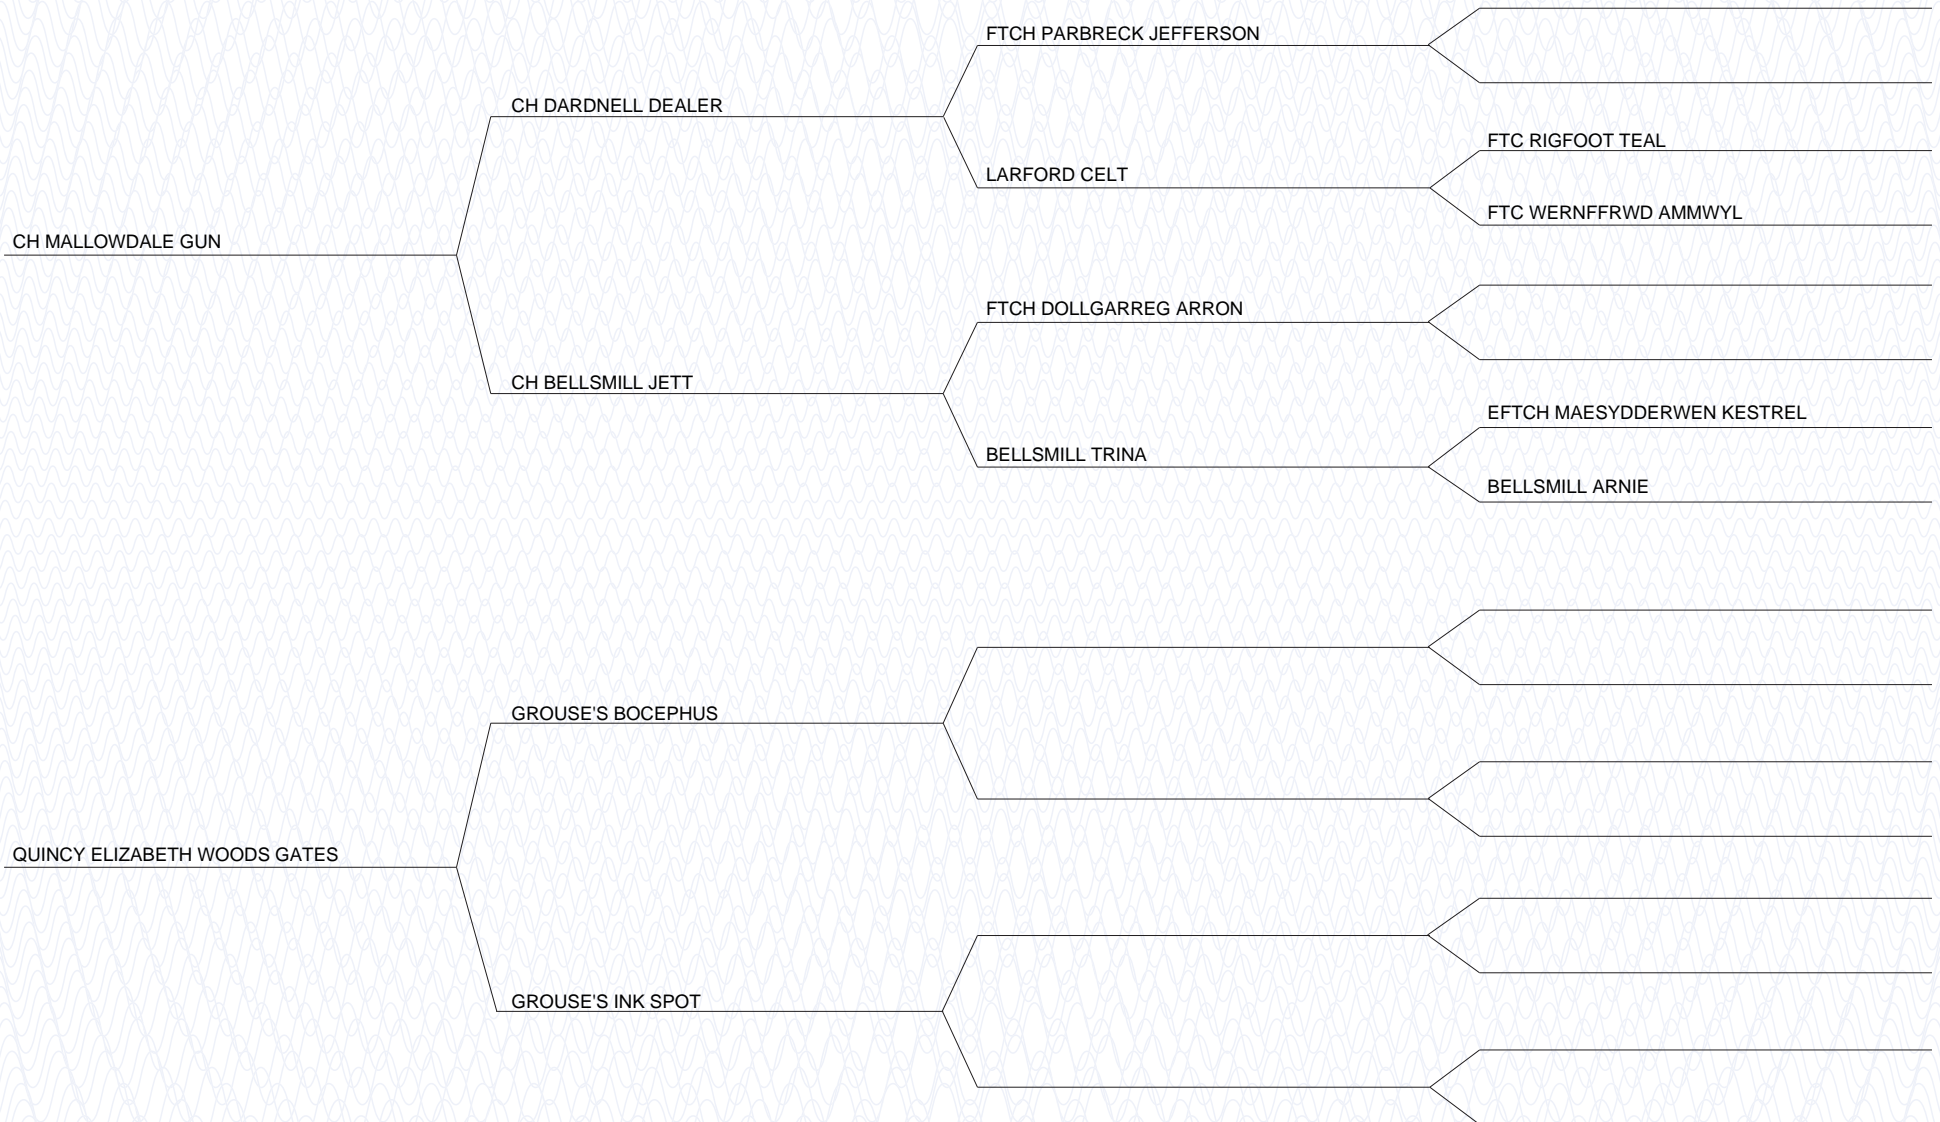 FTCH PARBRECK JEFFERSON
CH DARDNELL DEALER
FTC RIGFOOT TEAL
LARFORD CELT
FTC WERNFFRWD AMMWYL
CH MALLOWDALE GUN
FTCH DOLLGARREG ARRON
CH BELLSMILL JETT
EFTCH MAESYDDERWEN KESTREL
BELLSMILL TRINA
BELLSMILL ARNIE
GROUSE'S BOCEPHUS
QUINCY ELIZABETH WOODS GATES
GROUSE'S INK SPOT